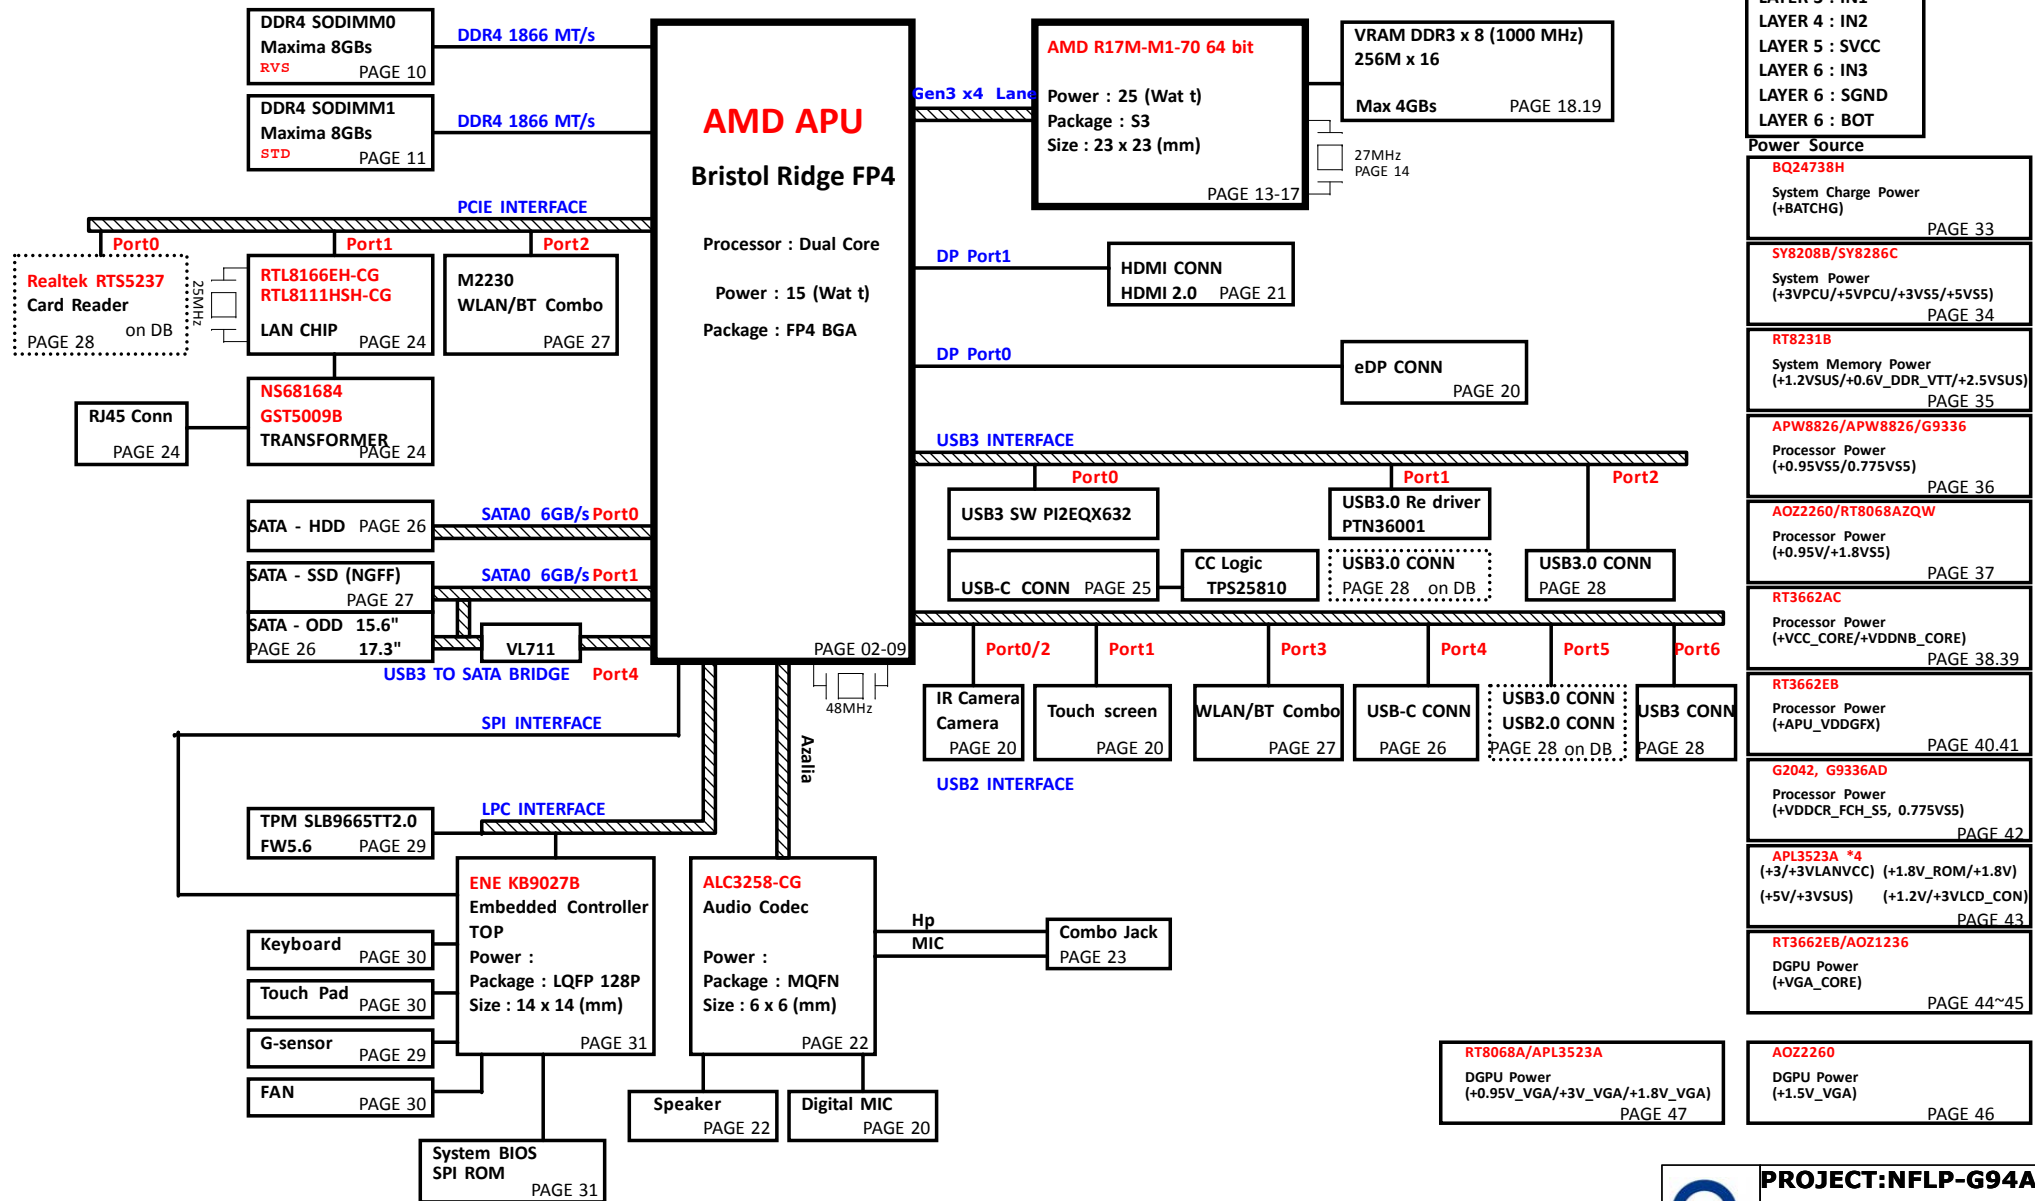 DDR4 SODIMM0
Maxima 8GBs
RVS
PAGE 10
DDR4 1866 MT/s
DDR4 SODIMM1
Maxima 8GBs
STD
PAGE 11
DDR4 1866 MT/s
AMD APU
Bristol Ridge FP4
Processor : Dual Core
Power : 15 (Wat t)
Package : FP4 BGA
PAGE 02-09
48MHz
Gen3 x4 Lane
AMD R17M-M1-70 64 bit
Power : 25 (Wat t)
Package : S3
Size : 23 x 23 (mm)
PAGE 13-17
VRAM DDR3 x 8 (1000 MHz)
256M x 16
Max 4GBs
PAGE 18.19
27MHz
PAGE 14
LAYER 4 : IN2
LAYER 5 : SVCC
LAYER 6 : IN3
LAYER 6 : SGND
LAYER 6 : BOT
PCIE INTERFACE
Port0
Port1
Port2
Realtek RTS5237
Card Reader
on DB
PAGE 28
25MHz
RTL8166EH-CG
RTL8111HSH-CG
LAN CHIP
PAGE 24
M2230
WLAN/BT Combo
PAGE 27
NS681684
GST5009B
TRANSFORMER
PAGE 24
RJ45 Conn
PAGE 24
DP Port1
HDMI CONN
HDMI 2.0 PAGE 21
DP Port0
eDP CONN
PAGE 20
USB3 INTERFACE
Port0
Port1
Port2
USB3 SW PI2EQX632
USB3.0 Re driver
PTN36001
USB-C CONN PAGE 25
CC Logic
TPS25810
USB3.0 CONN
PAGE 28 on DB
USB3.0 CONN
PAGE 28
SATA - HDD PAGE 26
SATA0 6GB/s Port0
SATA - SSD (NGFF)
PAGE 27
SATA0 6GB/s Port1
SATA - ODD 15.6"
PAGE 26 17.3"
VL711
USB3 TO SATA BRIDGE Port4
Port0/2
Port1
Port3
Port4
Port5
Port6
IR Camera
Camera
PAGE 20
Touch screen
PAGE 20
WLAN/BT Combo
PAGE 27
USB-C CONN
PAGE 26
USB3.0 CONN
USB2.0 CONN
PAGE 28 on DB
USB3 CONN
PAGE 28
USB2 INTERFACE
SPI INTERFACE
Azalia
LPC INTERFACE
TPM SLB9665TT2.0
FW5.6 PAGE 29
ENE KB9027B
Embedded Controller
TOP
Power :
Package : LQFP 128P
Size : 14 x 14 (mm)
PAGE 31
ALC3258-CG
Audio Codec
Power :
Package : MQFN
Size : 6 x 6 (mm)
PAGE 22
Hp
MIC
Combo Jack
PAGE 23
Keyboard
PAGE 30
Touch Pad
PAGE 30
G-sensor
PAGE 29
FAN
PAGE 30
System BIOS
SPI ROM
PAGE 31
Speaker
PAGE 22
Digital MIC
PAGE 20
Power Source
BQ24738H
System Charge Power
(+BATCHG)
PAGE 33
SY8208B/SY8286C
System Power
(+3VPCU/+5VPCU/+3VS5/+5VS5)
PAGE 34
RT8231B
System Memory Power
(+1.2VSUS/+0.6V_DDR_VTT/+2.5VSUS)
PAGE 35
APW8826/APW8826/G9336
Processor Power
(+0.95VS5/0.775VS5)
PAGE 36
AOZ2260/RT8068AZQW
Processor Power
(+0.95V/+1.8VS5)
PAGE 37
RT3662AC
Processor Power
(+VCC_CORE/+VDDNB_CORE)
PAGE 38.39
RT3662EB
Processor Power
(+APU_VDDGFX)
PAGE 40.41
G2042, G9336AD
Processor Power
(+VDDCR_FCH_S5, 0.775VS5)
PAGE 42
APL3523A *4
(+3/+3VLANVCC) (+1.8V_ROM/+1.8V)
(+5V/+3VSUS) (+1.2V/+3VLCD_CON)
PAGE 43
RT3662EB/AOZ1236
DGPU Power
(+VGA_CORE)
PAGE 44~45
RT8068A/APL3523A
DGPU Power
(+0.95V_VGA/+3V_VGA/+1.8V_VGA)
PAGE 47
AOZ2260
DGPU Power
(+1.5V_VGA)
PAGE 46
PROJECT:NFLP-G94A